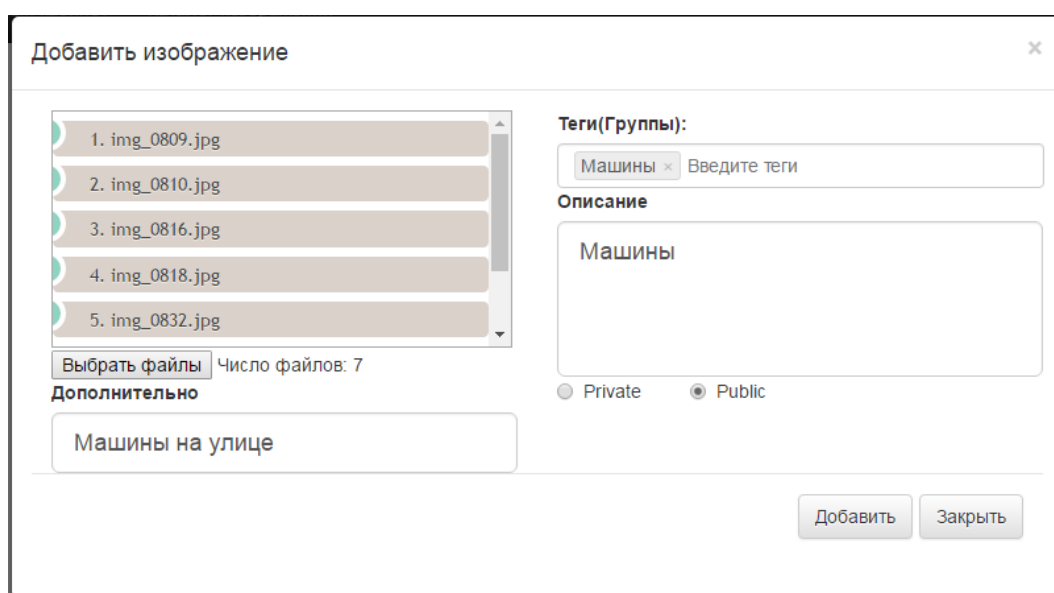 Добавить изображение
×
1. img_0809.jpg
2. img_0810.jpg
3. img_0816.jpg
4. img_0818.jpg
5. img_0832.jpg
Выбрать файлы Число файлов: 7
Дополнительно
Машины на улице
Теги(Группы):
Машины × Введите теги
Описание
Машины
Private Public
Добавить Закрыть